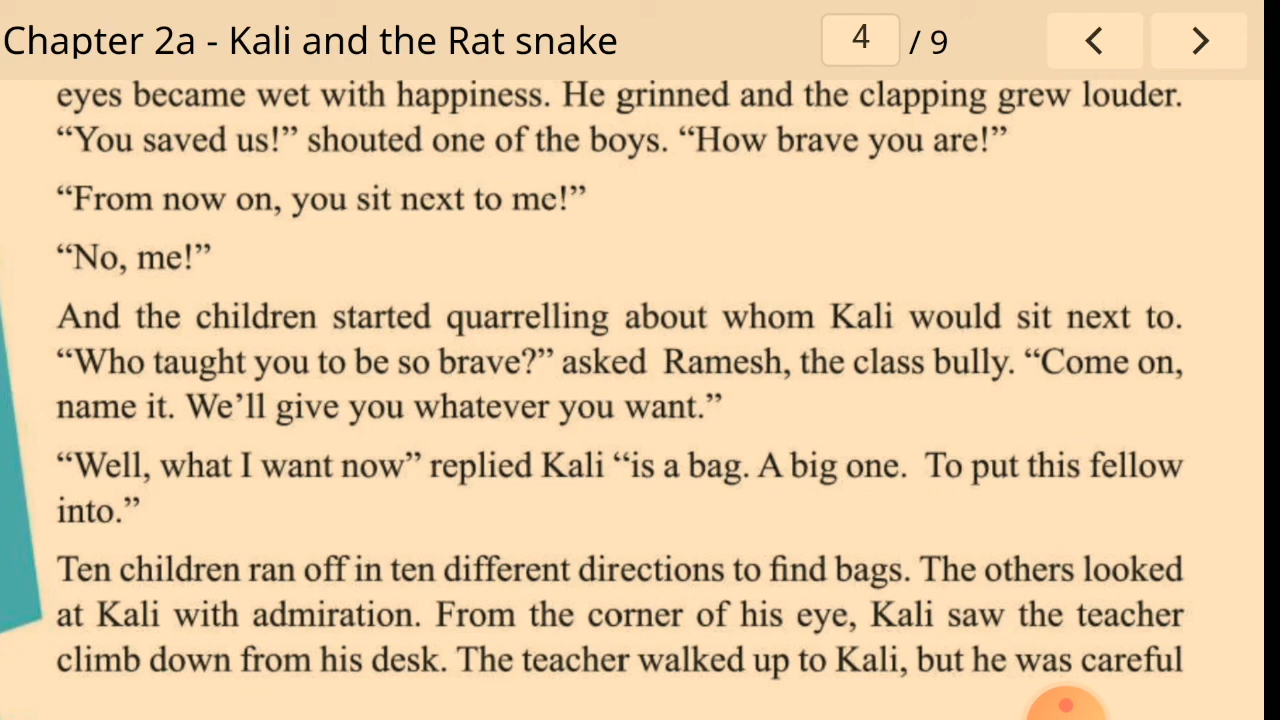 Chapter 2a - Kali and the Rat snake
4 / 9
eyes became wet with happiness. He grinned and the clapping grew louder.
“You saved us!” shouted one of the boys. “How brave you are!”
“From now on, you sit next to me!”
“No, me!”
And the children started quarrelling about whom Kali would sit next to.
“Who taught you to be so brave?” asked Ramesh, the class bully. “Come on,
name it. We’ll give you whatever you want.”
“Well, what I want now” replied Kali “is a bag. A big one. To put this fellow
into.”
Ten children ran off in ten different directions to find bags. The others looked
at Kali with admiration. From the corner of his eye, Kali saw the teacher
climb down from his desk. The teacher walked up to Kali, but he was careful